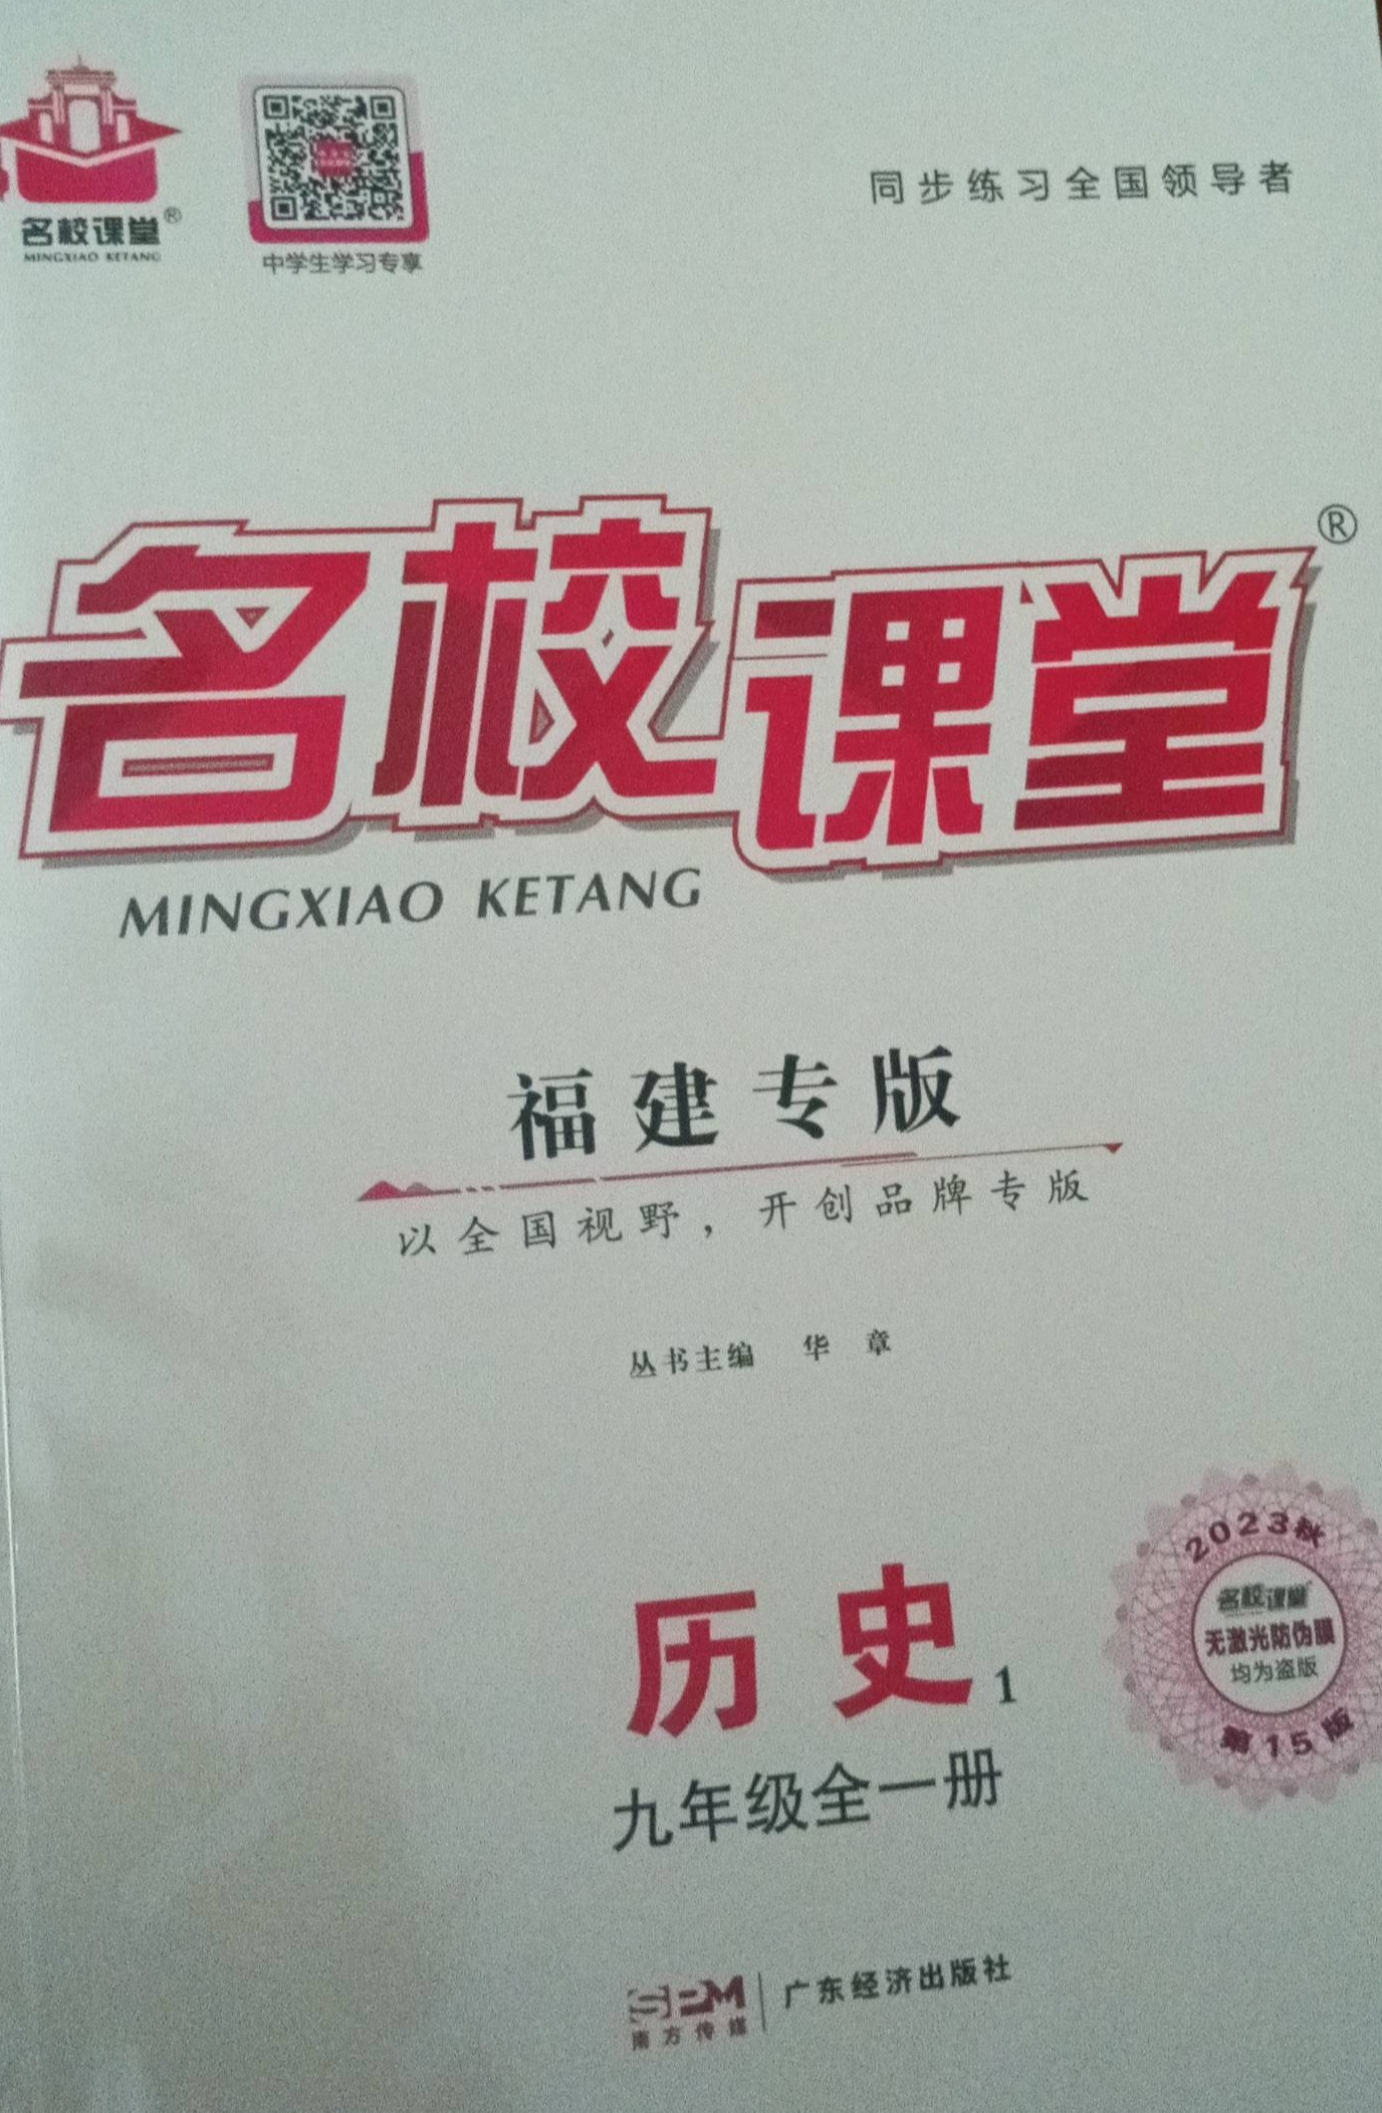 名校课堂®
MINGXIAO KETANG
中学生学习专享
同步练习全国领导者
名校课堂®
MINGXIAO KETANG
福建专版
以全国视野，开创品牌专版
丛书主编 华章
历史1
九年级全一册
2023秋
名校课堂
无激光防伪膜
均为盗版
第15版
SPM
南方传媒
广东经济出版社